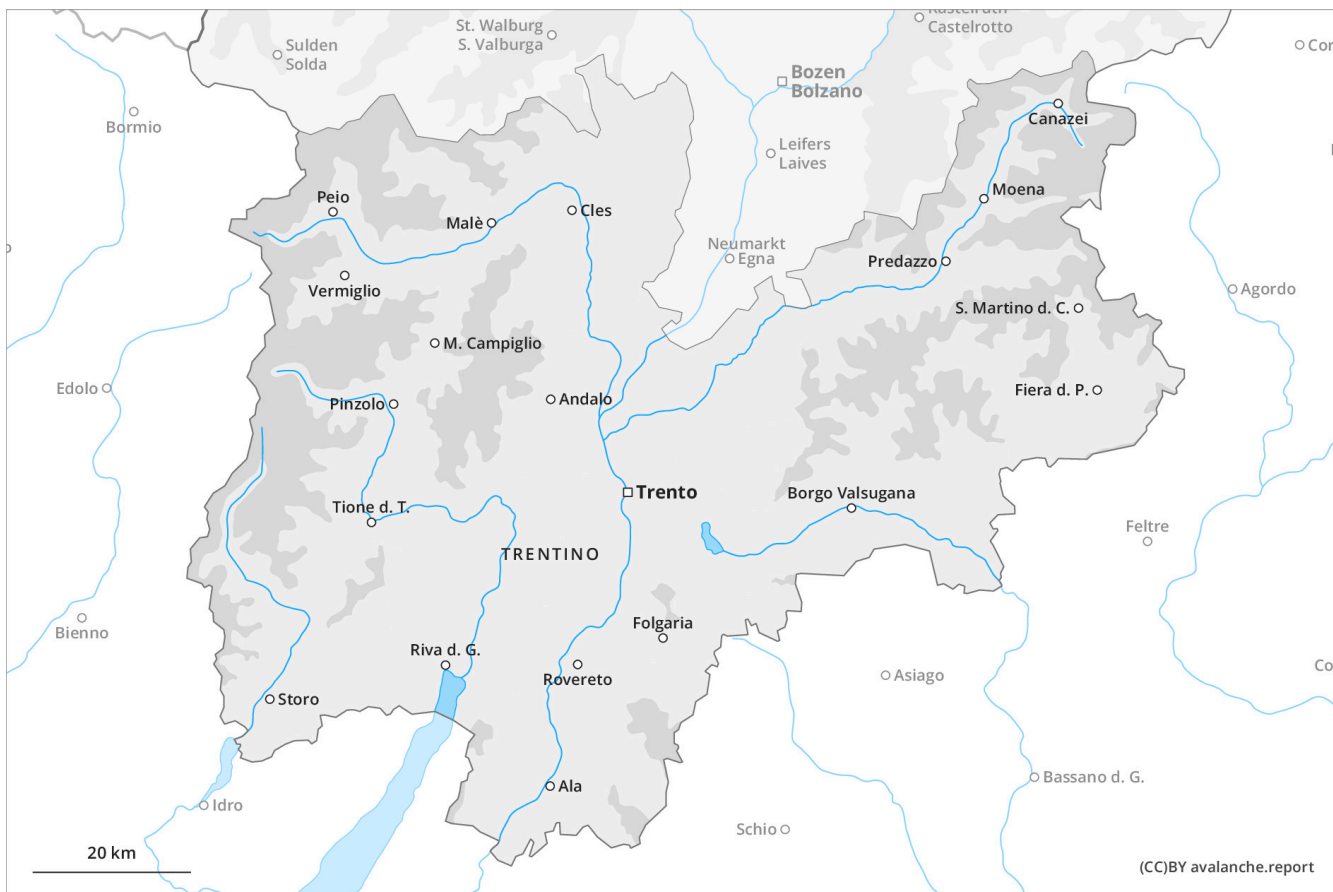 St. Walburg
S. Valburga
Kastelruth
Castelrotto
Sulden
Solda
Bozen
Bolzano
Bormio
Canazei
Leifers
Laives
Moena
Peio
Malè
Cles
Neumarkt
Egna
Predazzo
Vermiglio
Agordo
S. Martino d. C.
M. Campiglio
Edolo
Pinzolo
Andalo
Fiera d. P.
Trento
Borgo Valsugana
Tione d. T.
Feltre
TRENTINO
Bienno
Folgaria
Riva d. G.
Rovereto
Asiago
Storo
Bassano d. G.
Ala
Idro
Schio
20 km
(CC)BY avalanche.report